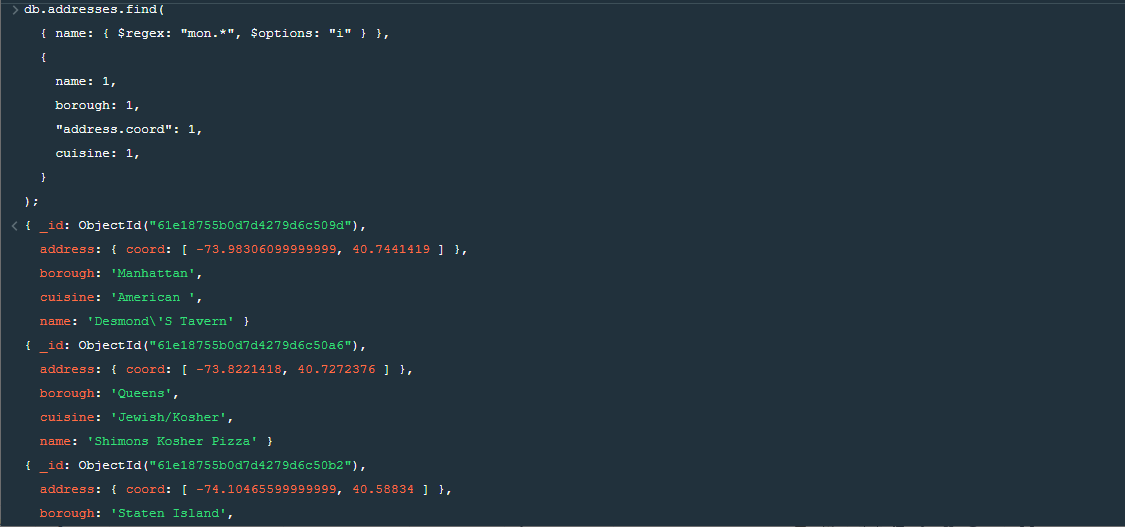 > db.addresses.find(
{ name: { $regex: "mon.*", $options: "i" } },
{
name: 1,
borough: 1,
"address.coord": 1,
cuisine: 1,
}
);
< { _id: ObjectId("61e18755b0d7d4279d6c509d"),
address: { coord: [ -73.98306099999999, 40.7441419 ] },
borough: 'Manhattan',
cuisine: 'American ',
name: 'Desmond\'S Tavern' }
{ _id: ObjectId("61e18755b0d7d4279d6c50a6"),
address: { coord: [ -73.8221418, 40.7272376 ] },
borough: 'Queens',
cuisine: 'Jewish/Kosher',
name: 'Shimons Kosher Pizza' }
{ _id: ObjectId("61e18755b0d7d4279d6c50b2"),
address: { coord: [ -74.10465599999999, 40.58834 ] },
borough: 'Staten Island',